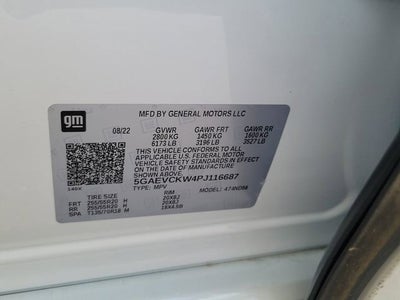 gm
MFD BY GENERAL MOTORS LLC
08/22 GVWR GAWR FRT GAWR RR
2800 KG 1450 KG 1600 KG
6173 LB 3196 LB 3527 LB
THIS VEHICLE CONFORMS TO ALL
APPLICABLE U.S. FEDERAL MOTOR
VEHICLE SAFETY STANDARDS IN
EFFECT ON THE DATE OF
MANUFACTURE SHOWN ABOVE.
5GAEVCKW4PJ116687
TYPE: MPV MODEL:
TIRE SIZE RIM
FRT 255/55R20 H 20X8J
RR 255/55R20 H 20X8J
SPA T135/70R18 M 18X4.5B